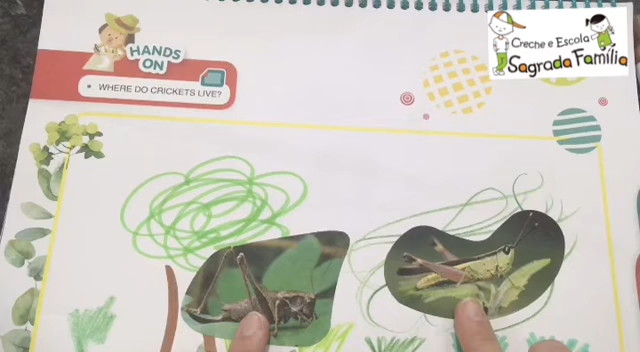 Creche e Escola
Sagrada Família
HANDS
ON
WHERE DO CRICKETS LIVE?